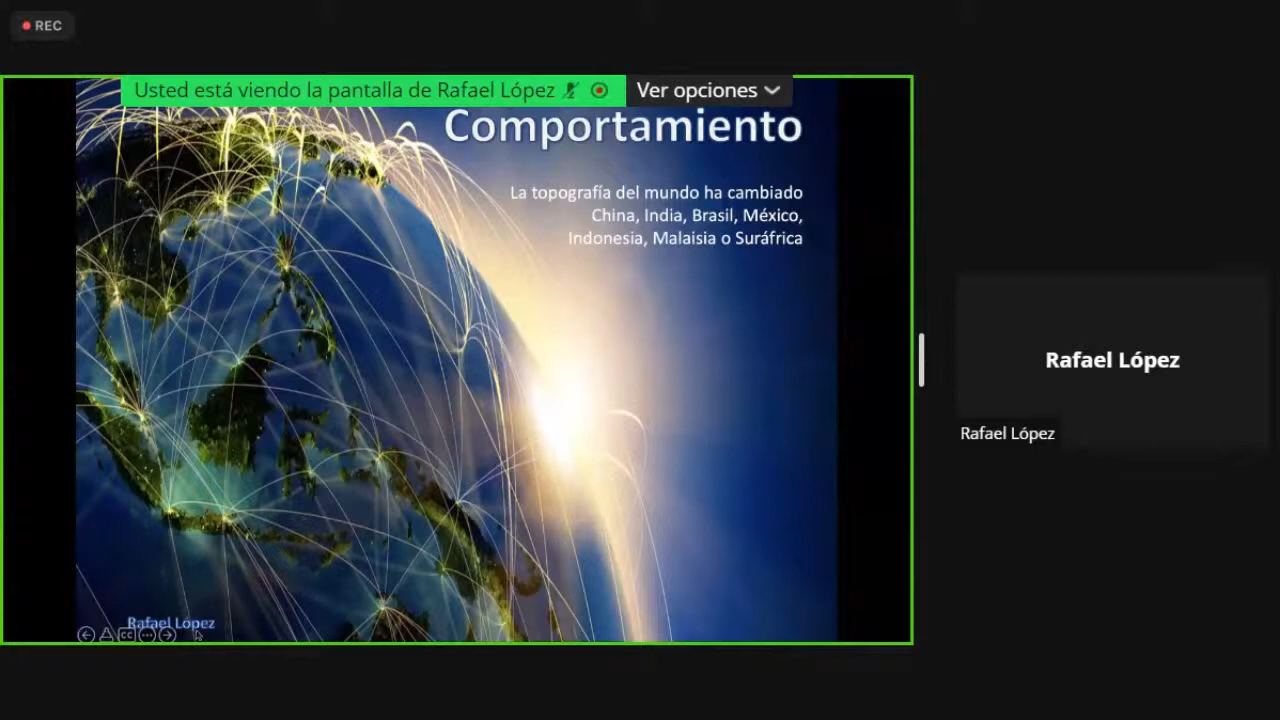 REC
Usted está viendo la pantalla de Rafael López
Ver opciones
Comportamiento
La topografía del mundo ha cambiado
China, India, Brasil, México,
Indonesia, Malaisia o Suráfrica
Rafael López
Rafael López
Rafael López
CC